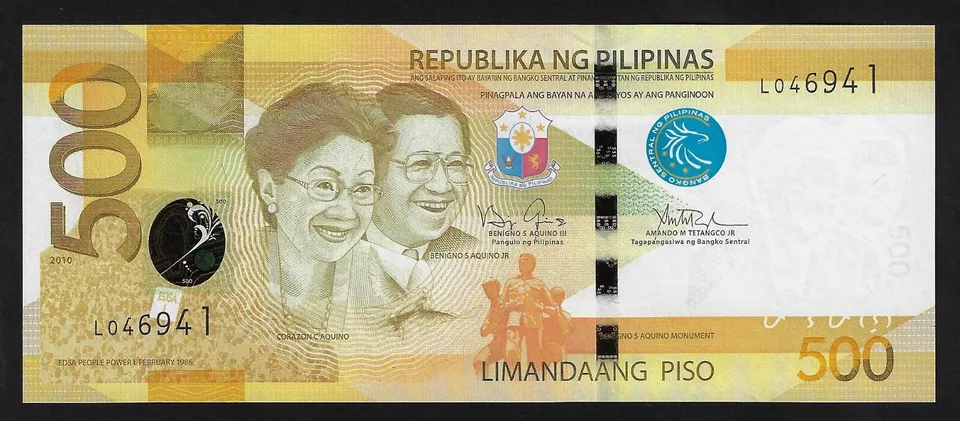 500
REPUBLIKA NG PILIPINAS
ANG SALAPING ITO AY BAYARIN NG BANGKO SENTRAL AT PINAN TAN NG REPUBLIKA NG PILIPINAS
PINAGPALA ANG BAYAN NA YOS AY ANG PANGINOON
L046941
BANGKO SENTRAL NG PILIPINAS
REPUBLIKA NG PILIPINAS
500
500
BENIGNO S AQUINO III
Pangulo ng Pilipinas
AMANDO M TETANGCO JR
Tagapangasiwa ng Bangko Sentral
BENIGNO S AQUINO JR
2010
500
EDSA
L046941
CORAZON C AQUINO
S AQUINO MONUMENT
EDSA PEOPLE POWER I FEBRUARY 1986
LIMANDAANG PISO
500